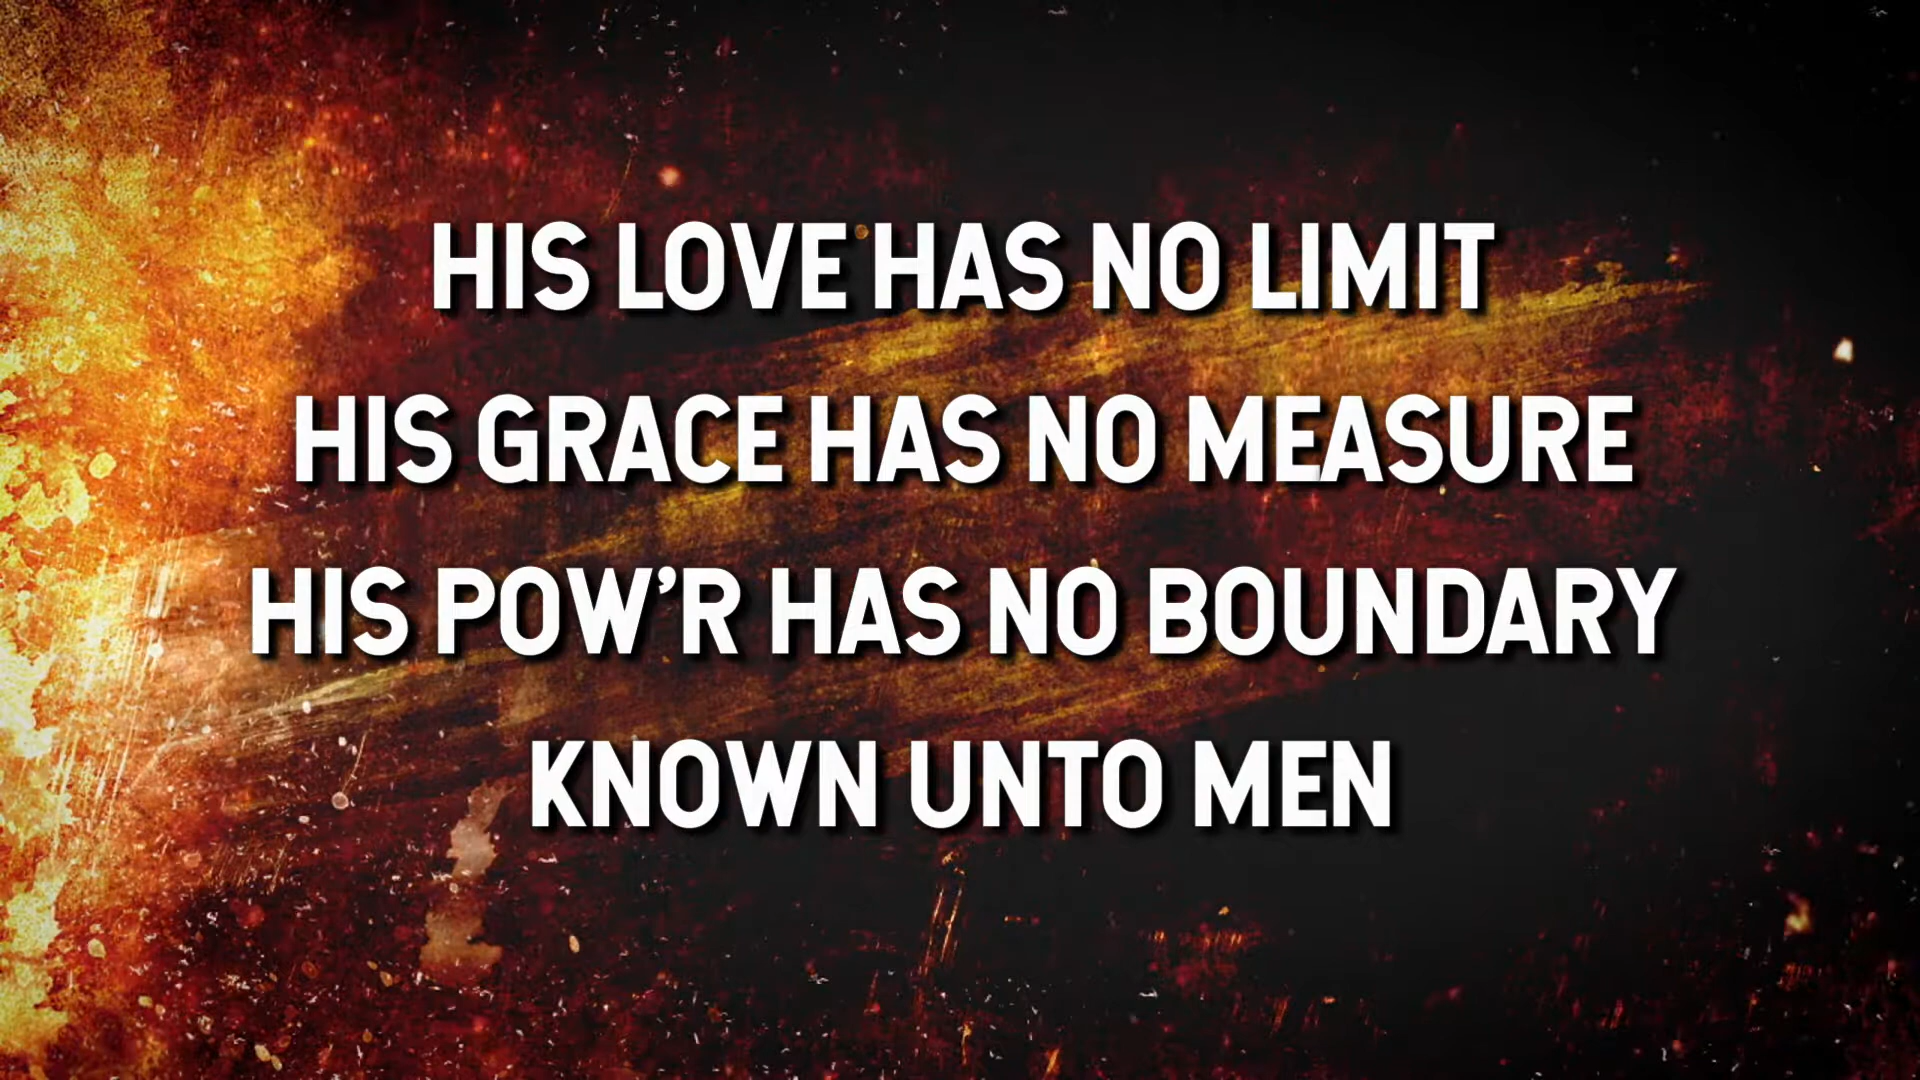 HIS LOVE HAS NO LIMIT
HIS GRACE HAS NO MEASURE
HIS POW’R HAS NO BOUNDARY
KNOWN UNTO MEN